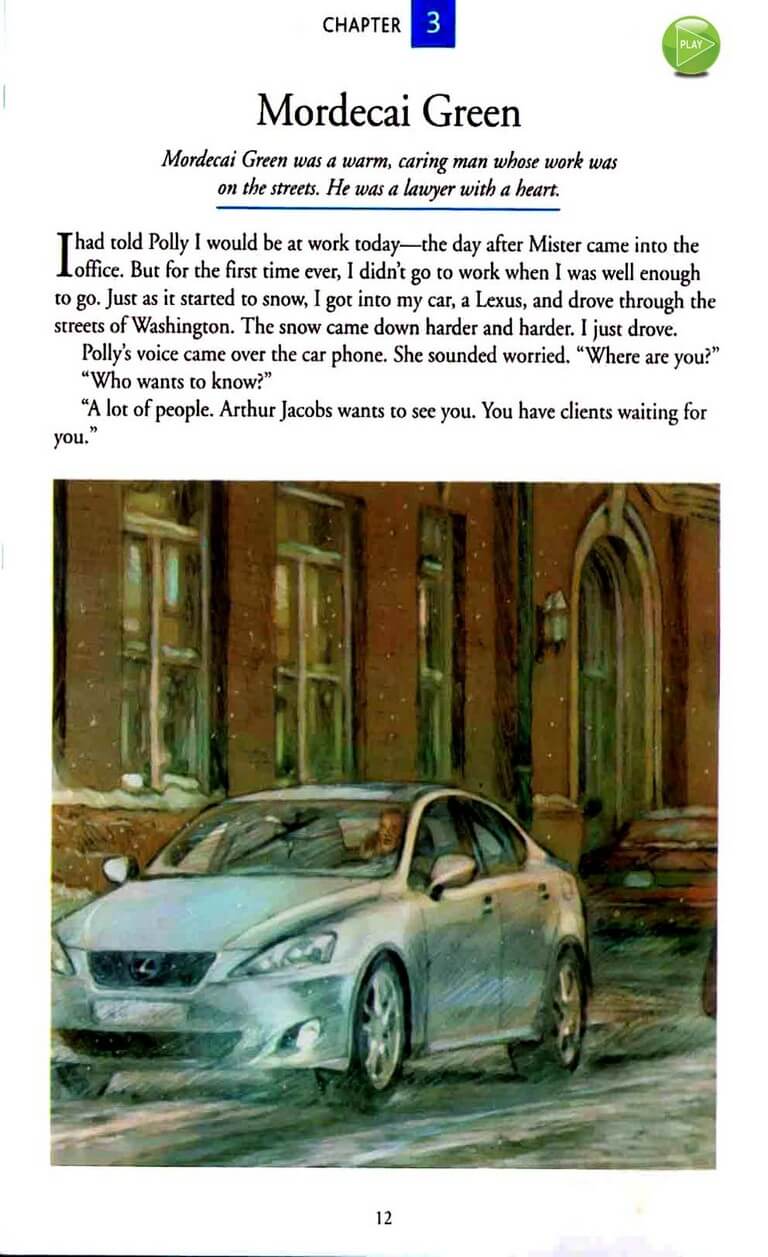 CHAPTER 3
PLAY
Mordecai Green
Mordecai Green was a warm, caring man whose work was
on the streets. He was a lawyer with a heart.
I had told Polly I would be at work today—the day after Mister came into the
office. But for the first time ever, I didn't go to work when I was well enough
to go. Just as it started to snow, I got into my car, a Lexus, and drove through the
streets of Washington. The snow came down harder and harder. I just drove.
Polly's voice came over the car phone. She sounded worried. “Where are you?”
“Who wants to know?”
“A lot of people. Arthur Jacobs wants to see you. You have clients waiting for
you.”
12